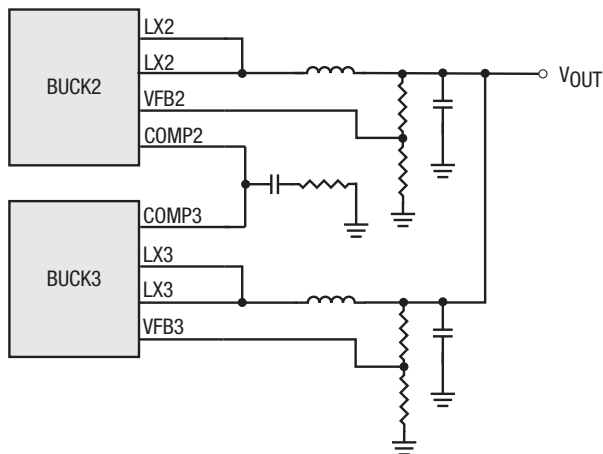 LX2
LX2
BUCK2
VFB2
COMP2
VOUT
COMP3
LX3
BUCK3
LX3
VFB3